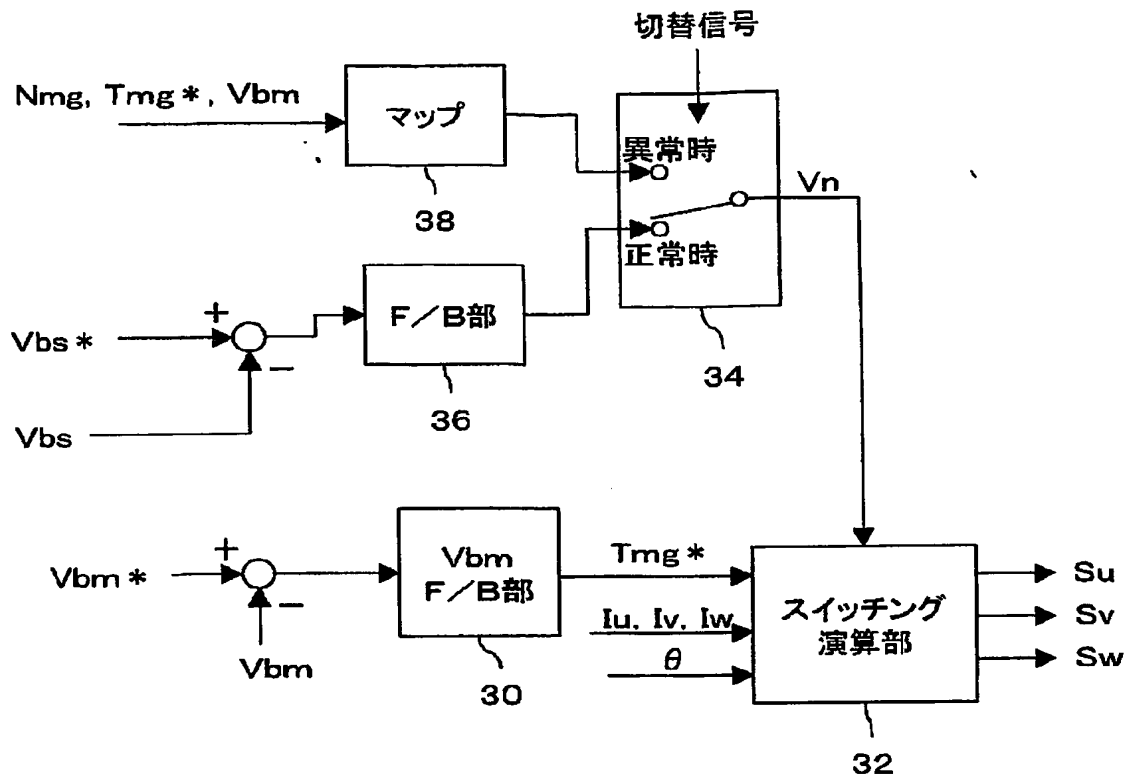 切替信号
Nmg, Tmg*, Vbm
マップ
38
異常時
正常時
Vn
34
+
Vbs*
−
Vbs
F/B部
36
+
Vbm*
−
Vbm
Vbm
F/B部
30
Tmg*
Iu, Iv, Iw
θ
スイッチング
演算部
32
Su
Sv
Sw